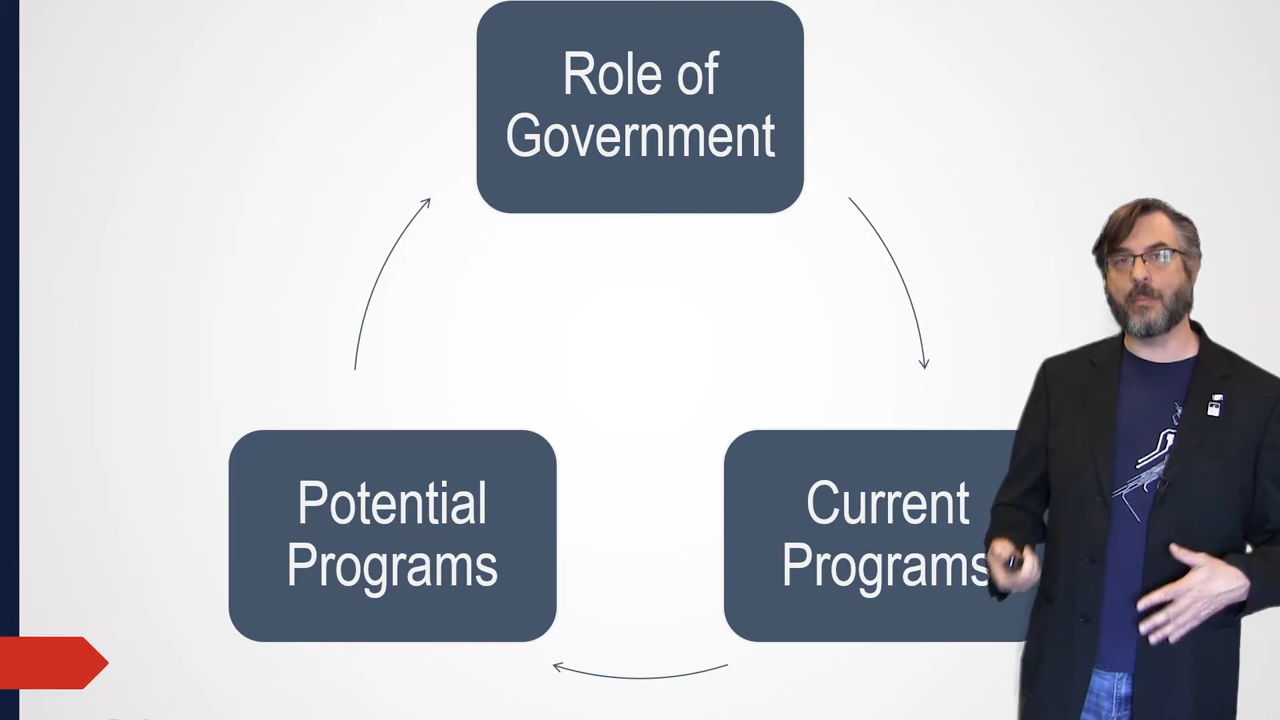 Role of
Government
Potential
Programs
Current
Programs